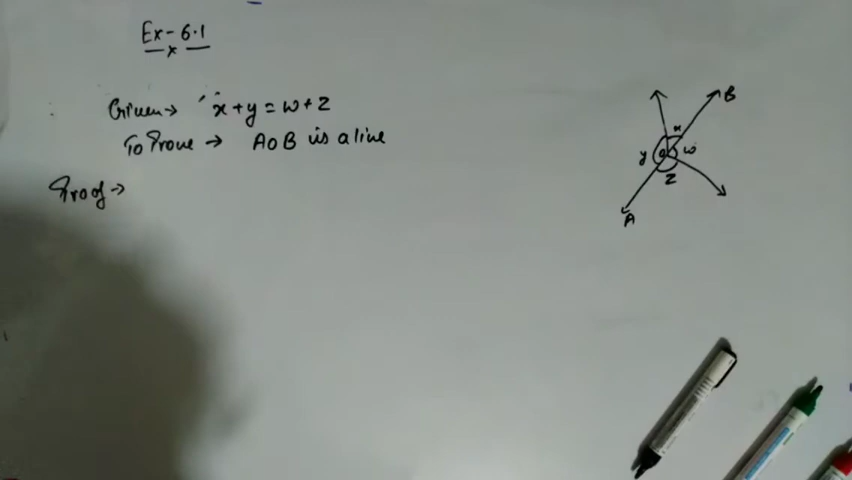 Ex-6.1
Given → x+y=w+z
To Prove → AOB is a line
Proof →
B
x
y
O
w
z
A